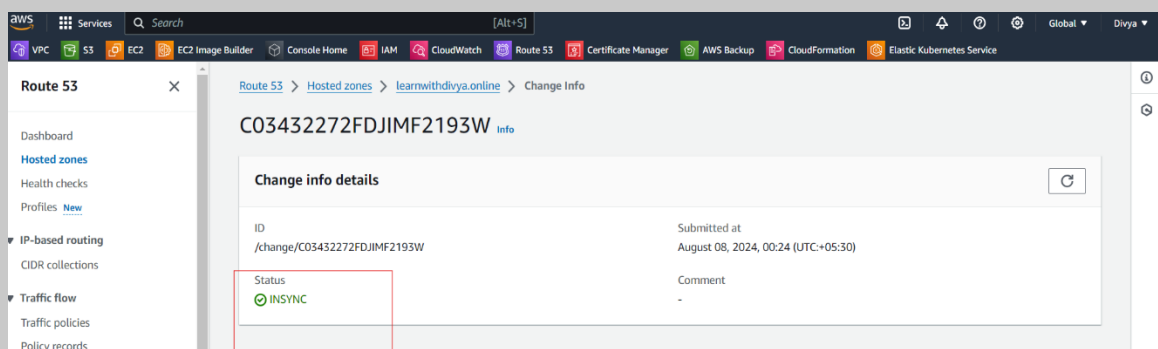 aws Services Search [Alt+S] Global ▼ Divya ▼
VPC S3 EC2 EC2 Image Builder Console Home IAM CloudWatch Route 53 Certificate Manager AWS Backup CloudFormation Elastic Kubernetes Service
Route 53
Dashboard
Hosted zones
Health checks
Profiles New
▼ IP-based routing
CIDR collections
▼ Traffic flow
Traffic policies
Policy records
Route 53 > Hosted zones > learnwithdivya.online > Change Info
C03432272FDJIMF2193W Info
Change info details
ID
/change/C03432272FDJIMF2193W
Submitted at
August 08, 2024, 00:24 (UTC+05:30)
Status
INSYNC
Comment
-